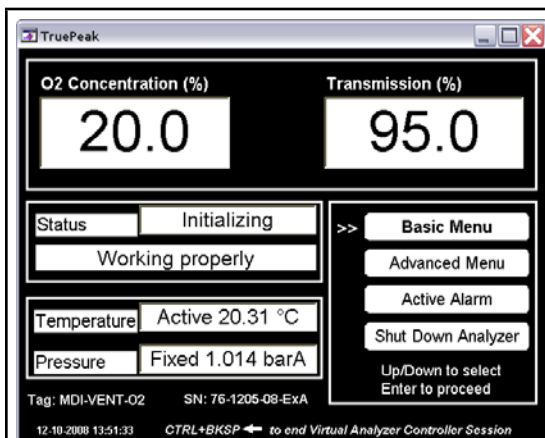 TruePeak
O2 Concentration (%)
Transmission (%)
20.0
95.0
Status
Initializing
Working properly
Temperature
Active 20.31 °C
Pressure
Fixed 1.014 barA
>> Basic Menu
Advanced Menu
Active Alarm
Shut Down Analyzer
Up/Down to select
Enter to proceed
Tag: MDI-VENT-O2
SN: 76-1205-08-ExA
12-10-2008 13:51:33
CTRL+BKSP ← to end Virtual Analyzer Controller Session